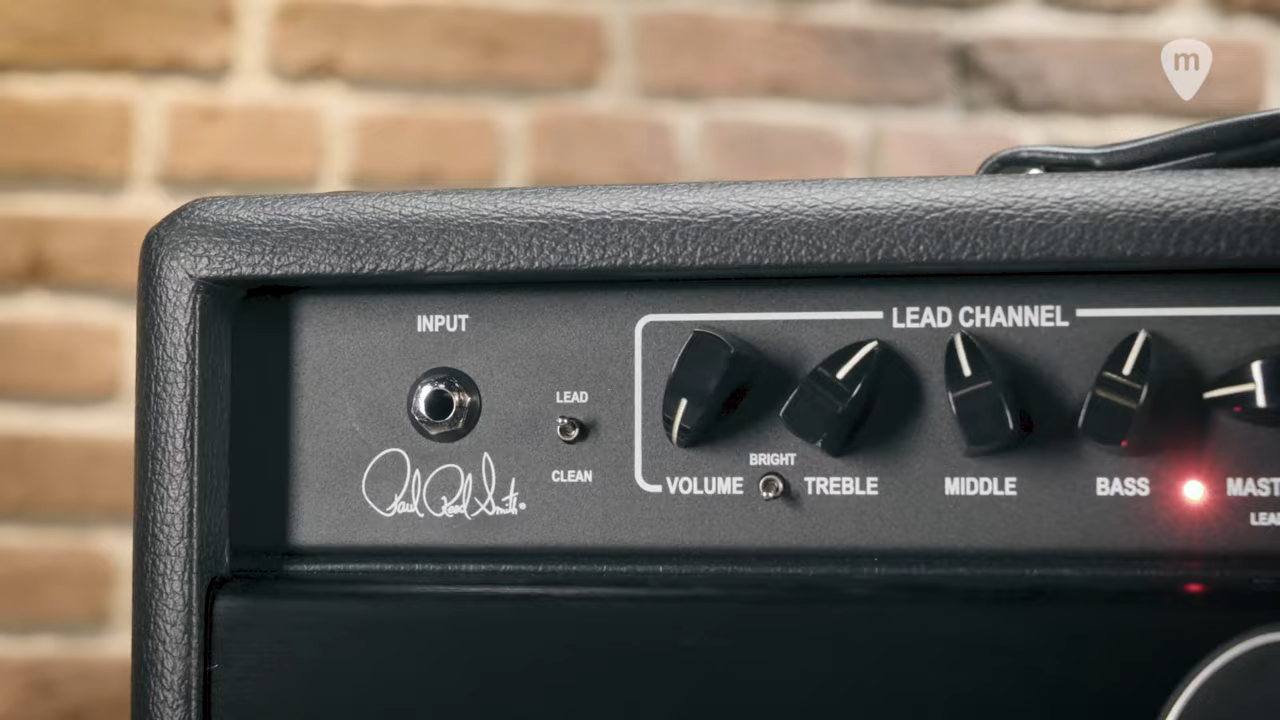 m
INPUT
LEAD
CLEAN
Paul Reed Smith
LEAD CHANNEL
VOLUME
BRIGHT
TREBLE
MIDDLE
BASS